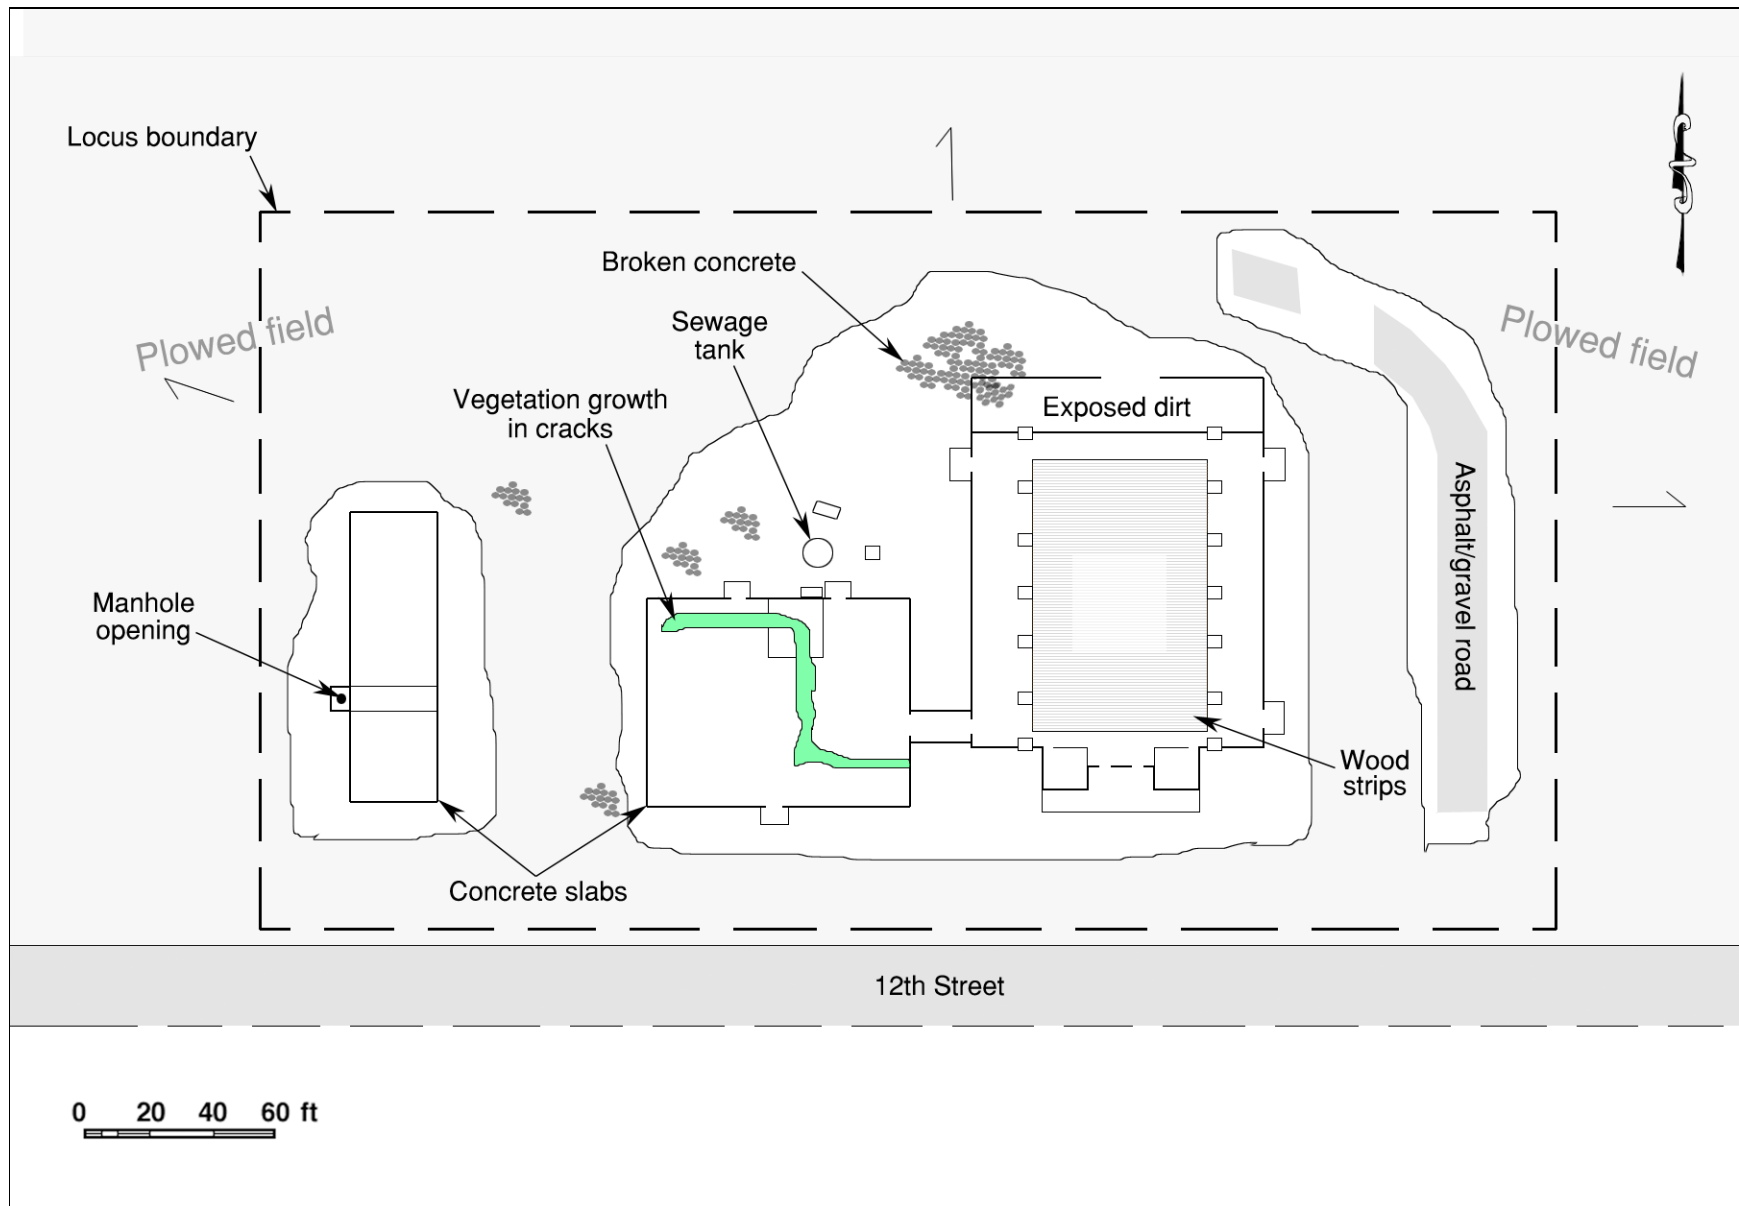 Locus boundary
Broken concrete
Sewage
tank
Plowed field
Plowed field
Vegetation growth
in cracks
Exposed dirt
Asphalt/gravel road
Manhole
opening
Wood
strips
Concrete slabs
12th Street
0 20 40 60 ft